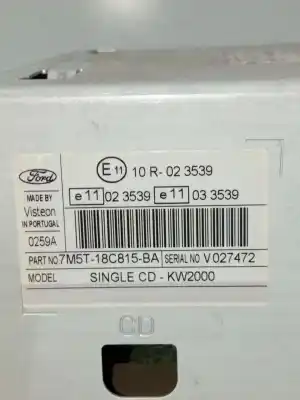 Ford
E11 10 R- 02 3539
e11 02 3539 e11 03 3539
MADE BY
Visteon
IN PORTUGAL
0259A
PART NO. 7M5T-18C815-BA SERIAL NO V 027472
MODEL SINGLE CD - KW2000
CD